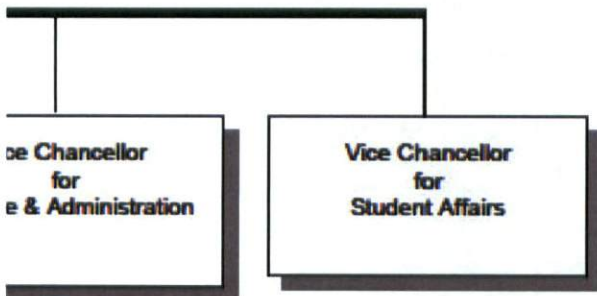 ce Chancellor
for
e & Administration
Vice Chancellor
for
Student Affairs